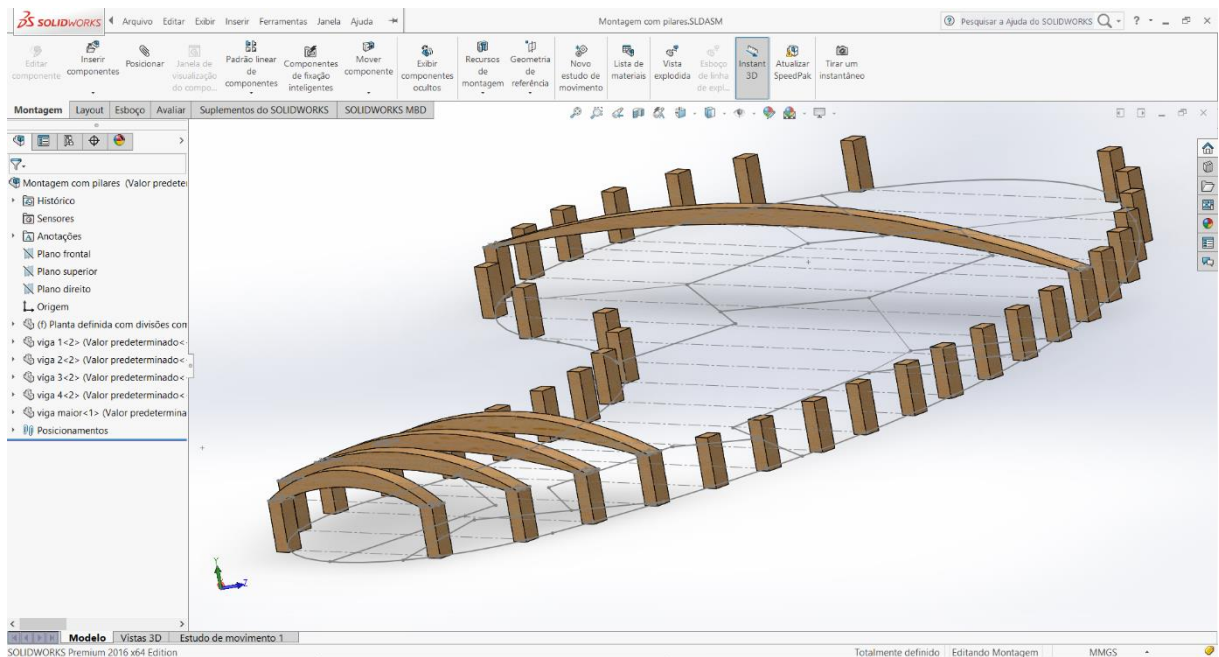 SOLIDWORKS
Arquivo Editar Exibir Inserir Ferramentas Janela Ajuda
Montagem com pilares.SLDASM
Pesquisar a Ajuda do SOLIDWORKS
Editar componente
Inserir componentes
Posicionar
Janela de visualização do compo...
Padrão linear de componentes
Componentes de fixação inteligentes
Mover componente
Exibir componentes ocultos
Recursos de montagem
Geometria de referência
Novo estudo de movimento
Lista de materiais
Vista explodida
Esboço de linha de expl...
Instant 3D
Atualizar SpeedPak
Tirar um instantâneo
Montagem Layout Esboço Avaliar Suplementos do SOLIDWORKS SOLIDWORKS MBD
Montagem com pilares (Valor predete
Histórico
Sensores
Anotações
Plano frontal
Plano superior
Plano direito
Origem
(f) Planta definida com divisões con
viga 1<2> (Valor predeterminado<
viga 2<2> (Valor predeterminado<
viga 3<2> (Valor predeterminado<
viga 4<2> (Valor predeterminado<
viga maior<1> (Valor predetermina
Posicionamentos
Y
Z
Modelo Vistas 3D Estudo de movimento 1
SOLIDWORKS Premium 2016 x64 Edition
Totalmente definido Editando Montagem MMGS